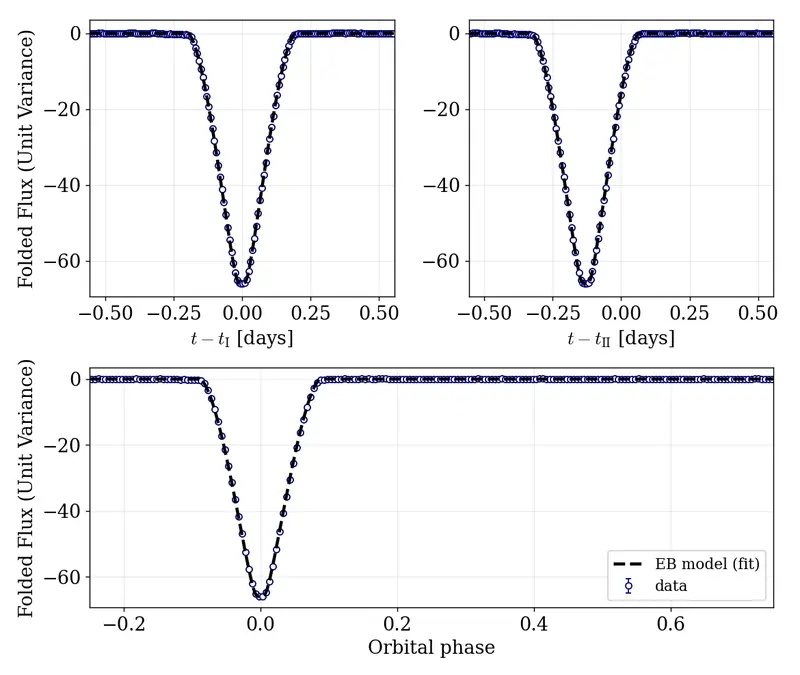 Folded Flux (Unit Variance)
0
−20
−40
−60
−0.50 −0.25 0.00 0.25 0.50
t − tI [days]
0
−20
−40
−60
−0.50 −0.25 0.00 0.25 0.50
t − tII [days]
Folded Flux (Unit Variance)
0
−20
−40
−60
EB model (fit)
data
−0.2 0.0 0.2 0.4 0.6
Orbital phase